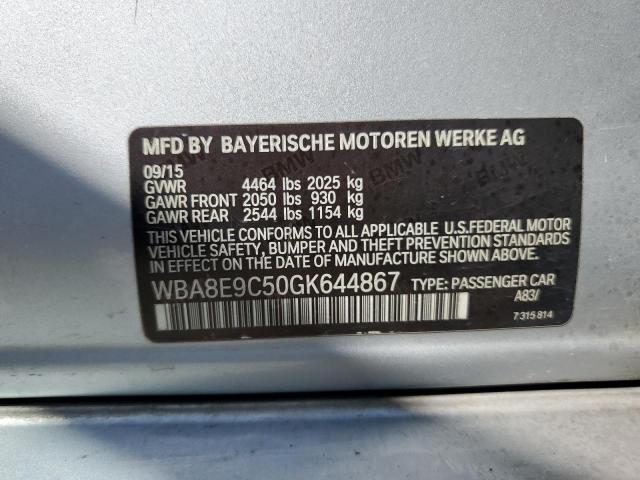 MFD BY BAYERISCHE MOTOREN WERKE AG
09/15
GVWR 4464 lbs 2025 kg
GAWR FRONT 2050 lbs 930 kg
GAWR REAR 2544 lbs 1154 kg
THIS VEHICLE CONFORMS TO ALL APPLICABLE U.S.FEDERAL MOTOR
VEHICLE SAFETY, BUMPER AND THEFT PREVENTION STANDARDS
IN EFFECT ON THE DATE OF MANUFACTURE SHOWN ABOVE.
WBA8E9C50GK644867 TYPE: PASSENGER CAR
A83/
7 315 814
BMW
BMW